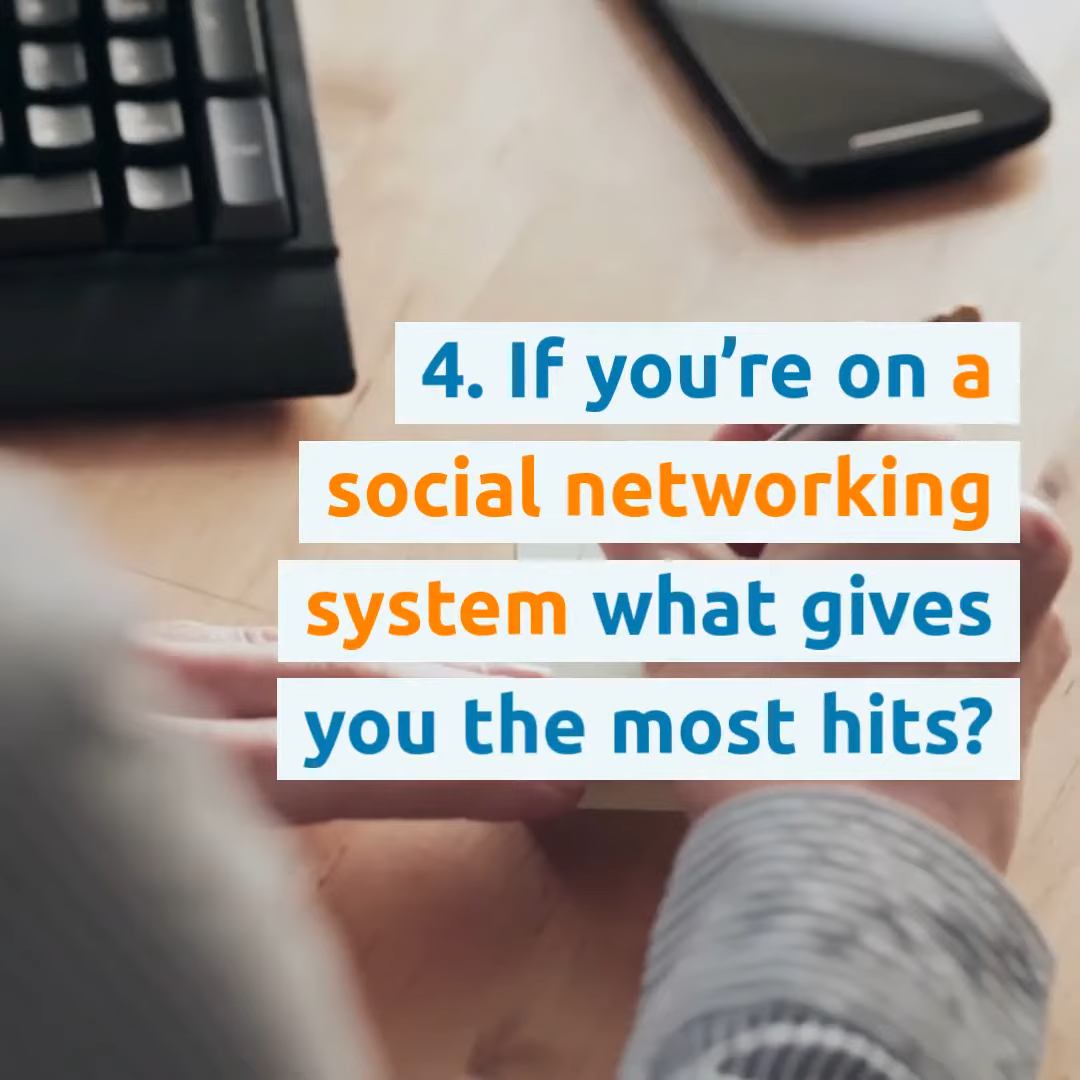 4. If you’re on a
social networking
system what gives
you the most hits?